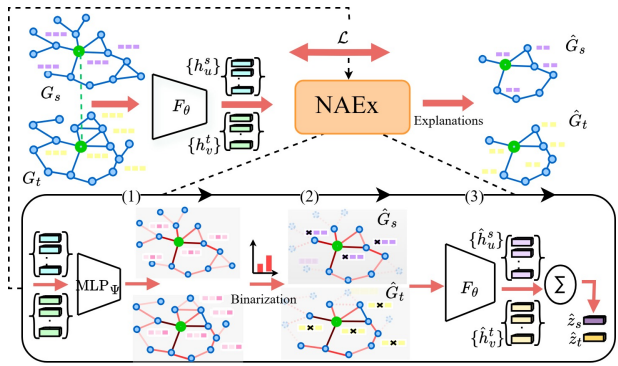 G_s
G_t
F_θ
{h_u^s}
{h_v^t}
ℒ
NAEx
Explanations
Ĝ_s
Ĝ_t
(1)
(2)
(3)
MLP_Ψ
Binarization
Ĝ_s
Ĝ_t
F_θ
{ĥ_u^s}
{ĥ_v^t}
Σ
ẑ_s
ẑ_t